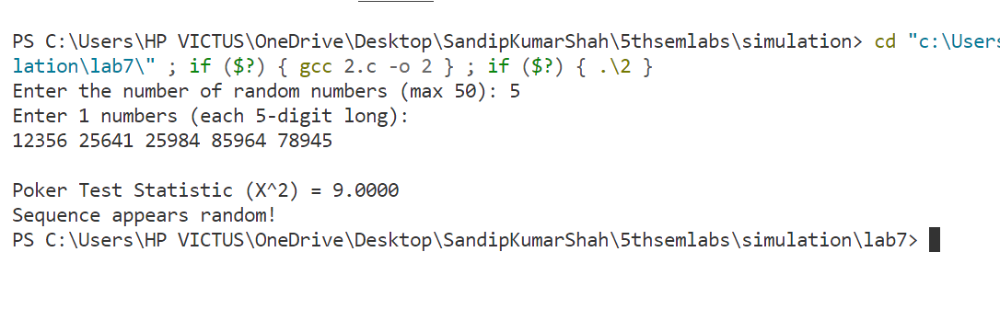 PS C:\Users\HP VICTUS\OneDrive\Desktop\SandipKumarShah\5thsemlabs\simulation> cd "c:\Users
lation\lab7\" ; if ($?) { gcc 2.c -o 2 } ; if ($?) { .\2 }
Enter the number of random numbers (max 50): 5
Enter 1 numbers (each 5-digit long):
12356 25641 25984 85964 78945
Poker Test Statistic (X^2) = 9.0000
Sequence appears random!
PS C:\Users\HP VICTUS\OneDrive\Desktop\SandipKumarShah\5thsemlabs\simulation\lab7>